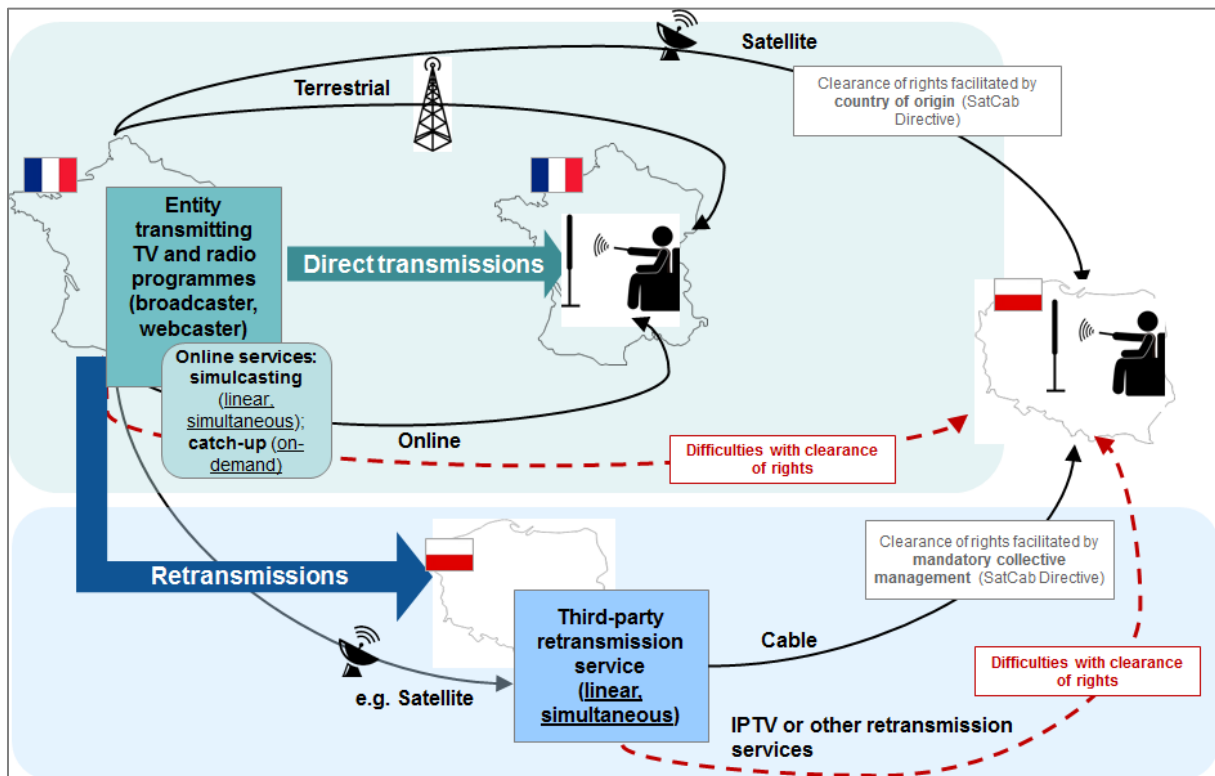 Satellite
Clearance of rights facilitated by
country of origin (SatCab
Directive)
Terrestrial
Entity
transmitting
TV and radio
programmes
(broadcaster,
webcaster)
Direct transmissions
Online services:
simulcasting
(linear,
simultaneous);
catch-up (on-
demand)
Online
Difficulties with clearance
of rights
Retransmissions
Clearance of rights facilitated by
mandatory collective
management (SatCab Directive)
Third-party
retransmission
service
(linear,
simultaneous)
Cable
Difficulties with clearance
of rights
e.g. Satellite
IPTV or other retransmission
services